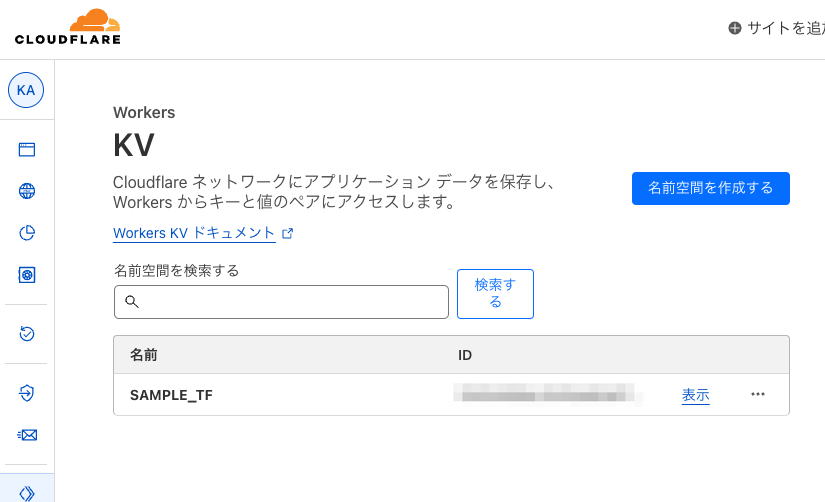 CLOUDFLARE
サイトを追
KA
Workers
KV
Cloudflare ネットワークにアプリケーション データを保存し、
Workers からキーと値のペアにアクセスします。
名前空間を作成する
Workers KV ドキュメント
名前空間を検索する
検索す
る
名前 ID
SAMPLE_TF 表示 ···